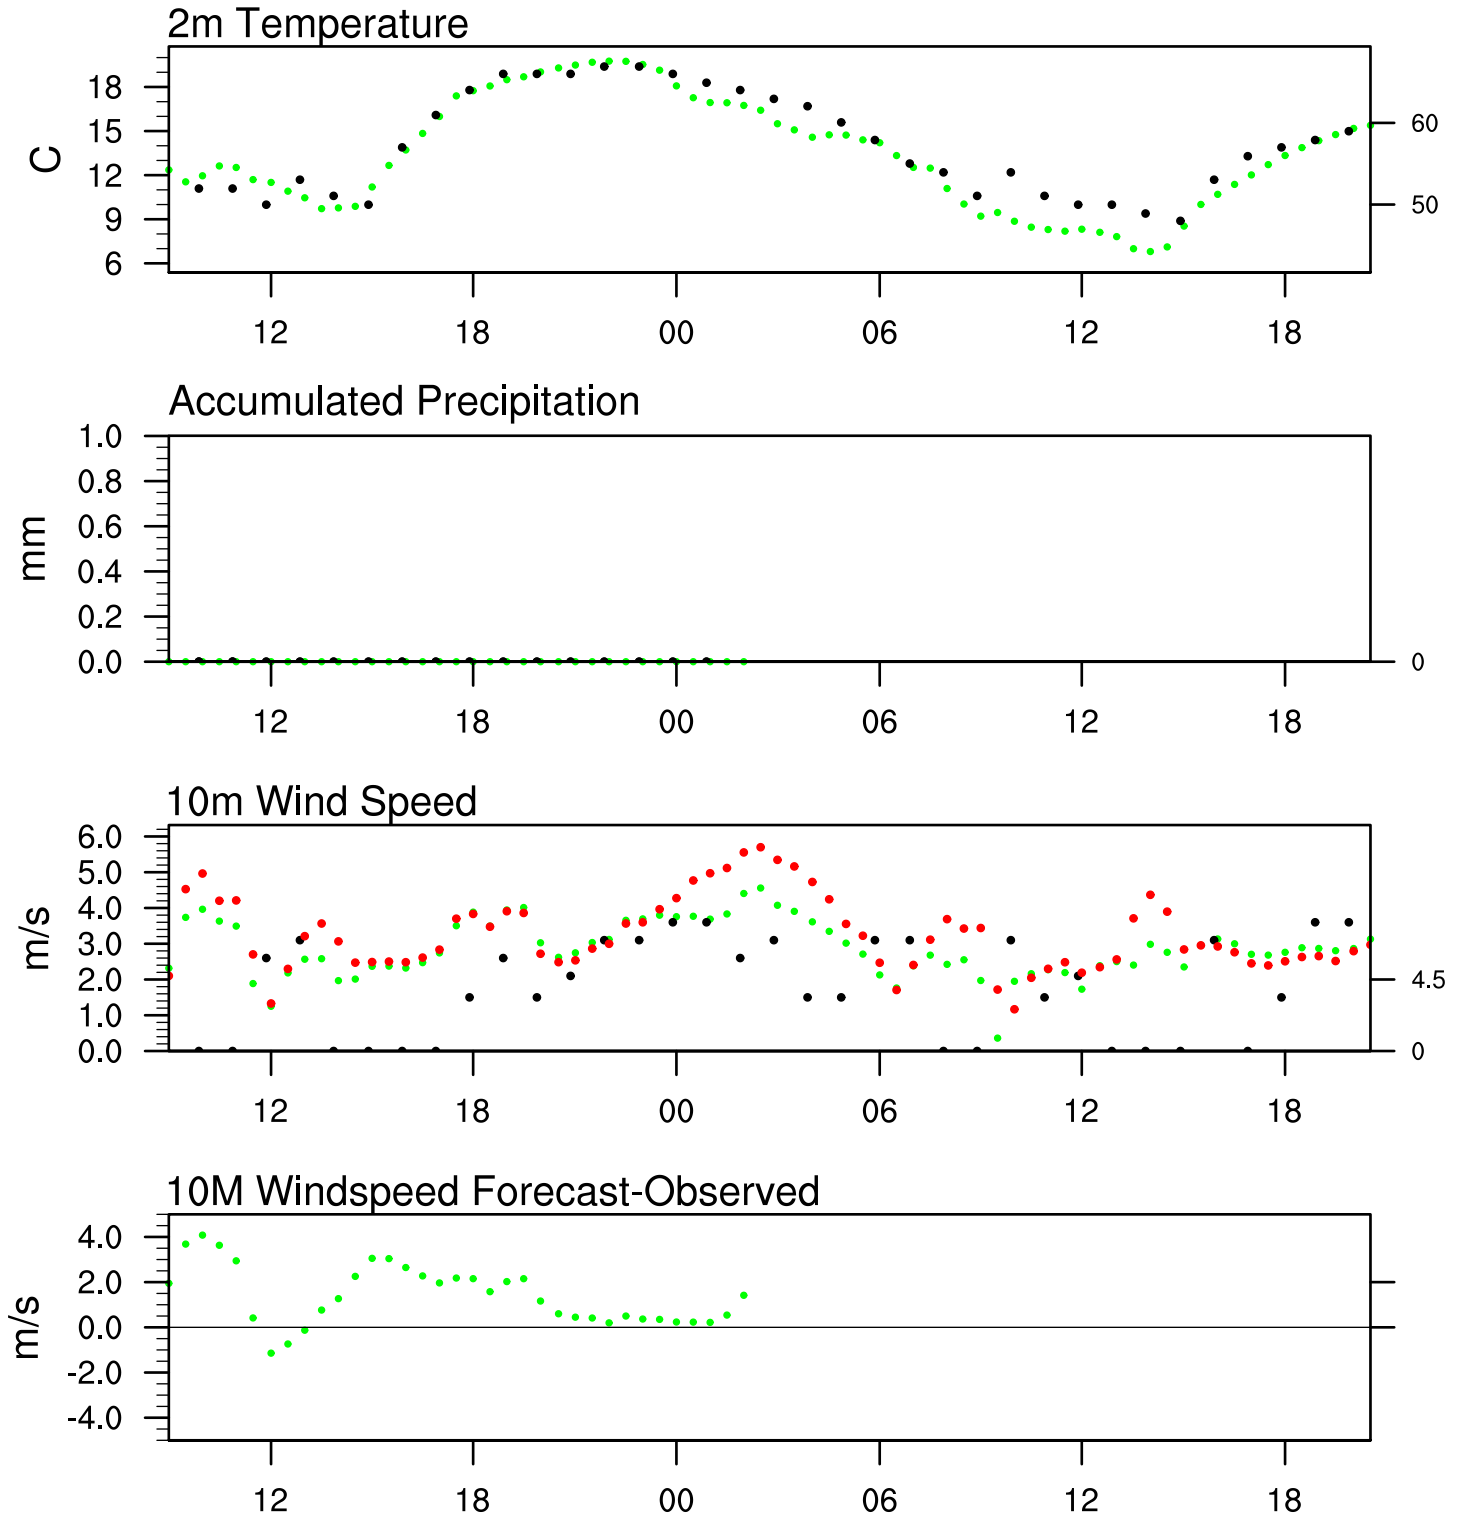 2m Temperature
18
15
12
9
6
C
60
50
12 18 00 06 12 18
Accumulated Precipitation
1.0
0.8
0.6
0.4
0.2
0.0
mm
0
12 18 00 06 12 18
10m Wind Speed
6.0
5.0
4.0
3.0
2.0
1.0
0.0
m/s
4.5
0
12 18 00 06 12 18
10M Windspeed Forecast-Observed
4.0
2.0
0.0
-2.0
-4.0
m/s
12 18 00 06 12 18